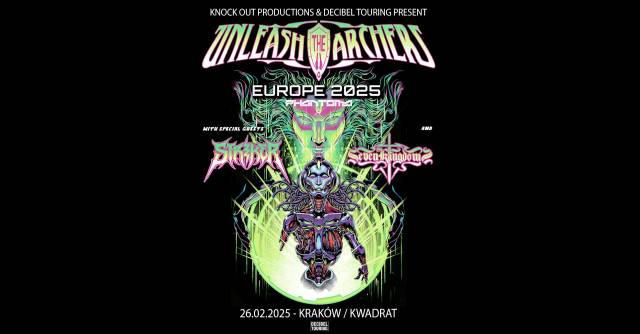 KNOCK OUT PRODUCTIONS & DECIBEL TOURING PRESENT
UNLEASH THE ARCHERS
EUROPE 2025
PHANTOMA
WITH SPECIAL GUESTS
AND
STRIKER
Seven Kingdoms
26.02.2025 - KRAKÓW / KWADRAT
DECIBEL
TOURING